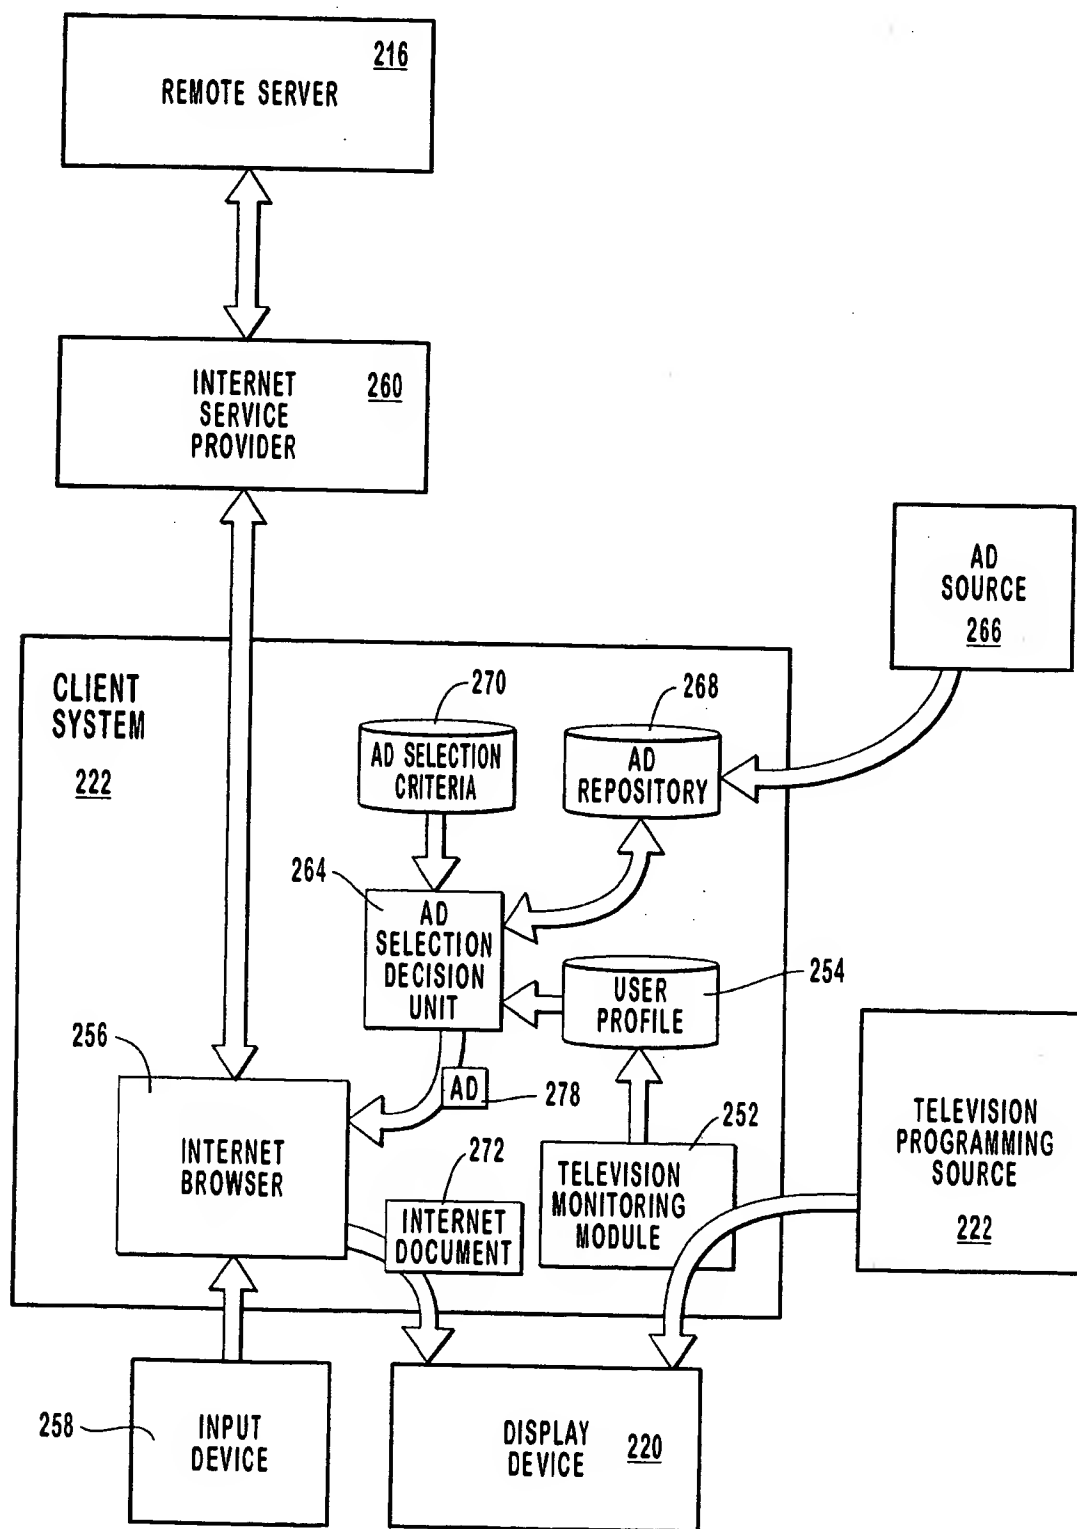 216
REMOTE SERVER
INTERNET
SERVICE
PROVIDER
260
AD
SOURCE
266
CLIENT
SYSTEM
222
270
AD SELECTION
CRITERIA
268
AD
REPOSITORY
264
AD
SELECTION
DECISION
UNIT
254
USER
PROFILE
256
INTERNET
BROWSER
AD
278
272
INTERNET
DOCUMENT
252
TELEVISION
MONITORING
MODULE
TELEVISION
PROGRAMMING
SOURCE
222
258
INPUT
DEVICE
DISPLAY
DEVICE
220